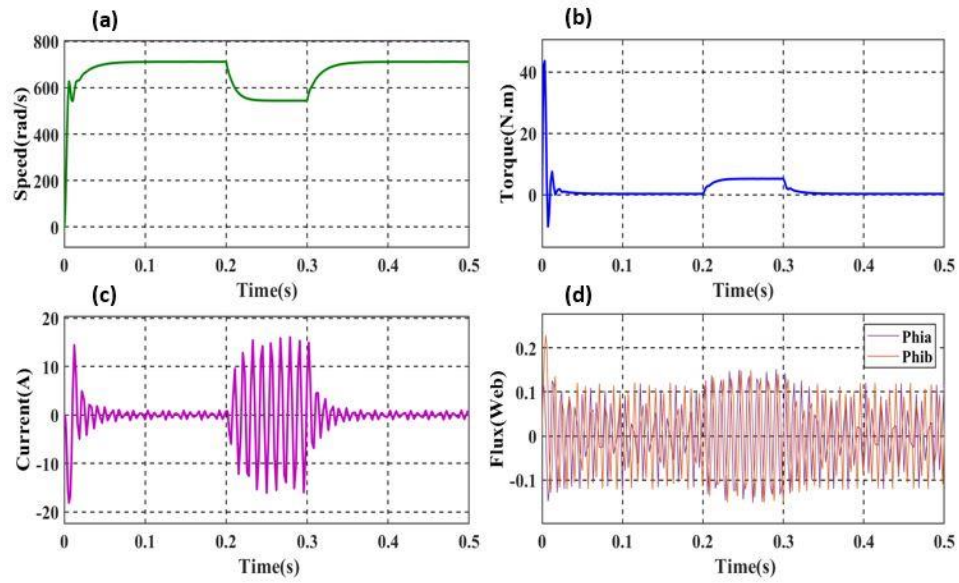 (a)
800
600
400
200
0
Speed(rad/s)
0 0.1 0.2 0.3 0.4 0.5
Time(s)
(b)
40
20
0
Torque(N.m)
0 0.1 0.2 0.3 0.4 0.5
Time(s)
(c)
20
10
0
-10
-20
Current(A)
0 0.1 0.2 0.3 0.4 0.5
Time(s)
(d)
Phia
Phib
0.2
0.1
0
-0.1
Flux(Web)
0 0.1 0.2 0.3 0.4 0.5
Time(s)